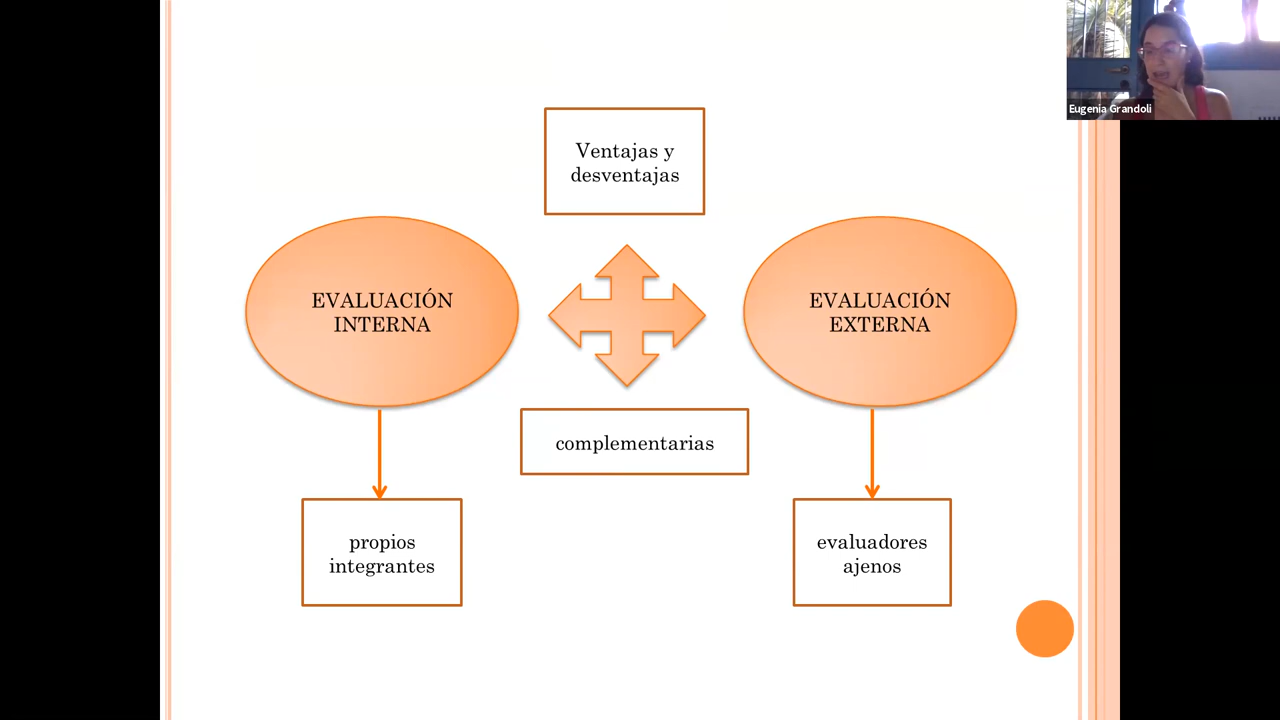 Eugenia Grandoli
Ventajas y
desventajas
EVALUACIÓN
INTERNA
EVALUACIÓN
EXTERNA
complementarias
propios
integrantes
evaluadores
ajenos